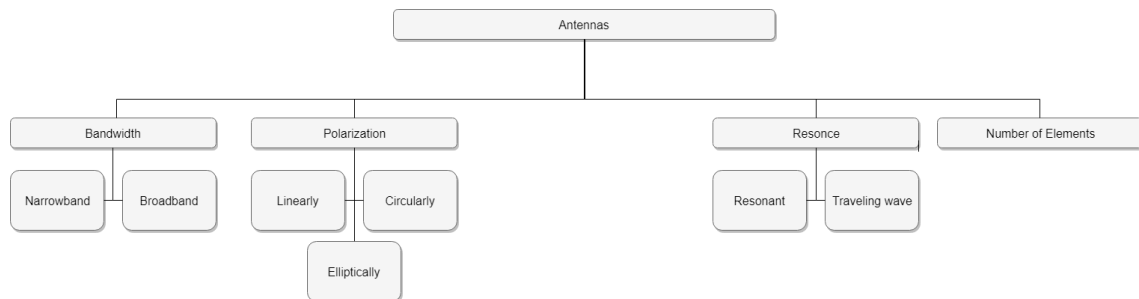 Antennas
Bandwidth
Polarization
Resonce
Number of Elements
Narrowband
Broadband
Linearly
Circularly
Resonant
Traveling wave
Elliptically